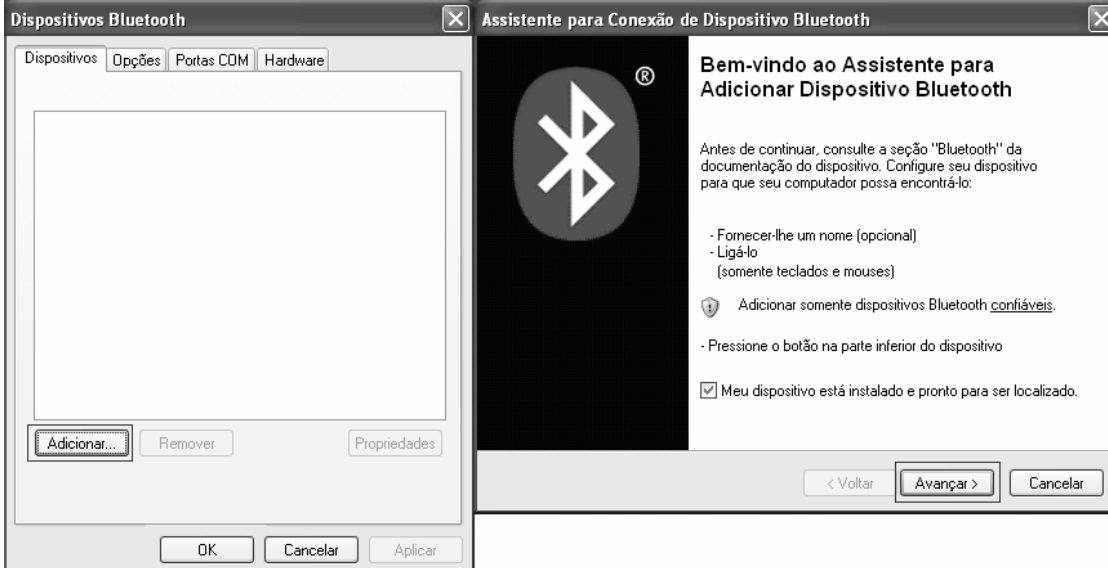 Dispositivos Bluetooth
Dispositivos Opções Portas COM Hardware
Adicionar... Remover Propriedades
OK Cancelar Aplicar
Assistente para Conexão de Dispositivo Bluetooth
®
Bem-vindo ao Assistente para
Adicionar Dispositivo Bluetooth
Antes de continuar, consulte a seção "Bluetooth" da
documentação do dispositivo. Configure seu dispositivo
para que seu computador possa encontrá-lo:
- Fornecer-lhe um nome (opcional)
- Ligá-lo
(somente teclados e mouses)
Adicionar somente dispositivos Bluetooth confiáveis.
- Pressione o botão na parte inferior do dispositivo
Meu dispositivo está instalado e pronto para ser localizado.
< Voltar Avançar > Cancelar